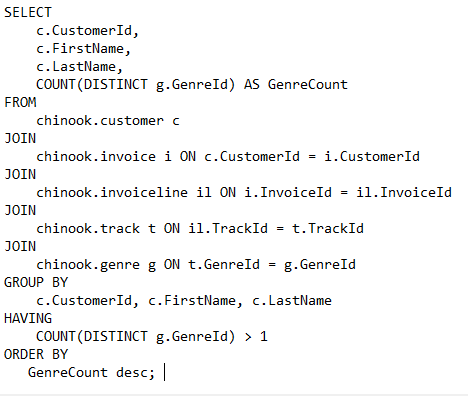 SELECT
    c.CustomerId,
    c.FirstName,
    c.LastName,
    COUNT(DISTINCT g.GenreId) AS GenreCount
FROM
    chinook.customer c
JOIN
    chinook.invoice i ON c.CustomerId = i.CustomerId
JOIN
    chinook.invoiceline il ON i.InvoiceId = il.InvoiceId
JOIN
    chinook.track t ON il.TrackId = t.TrackId
JOIN
    chinook.genre g ON t.GenreId = g.GenreId
GROUP BY
    c.CustomerId, c.FirstName, c.LastName
HAVING
    COUNT(DISTINCT g.GenreId) > 1
ORDER BY
   GenreCount desc;